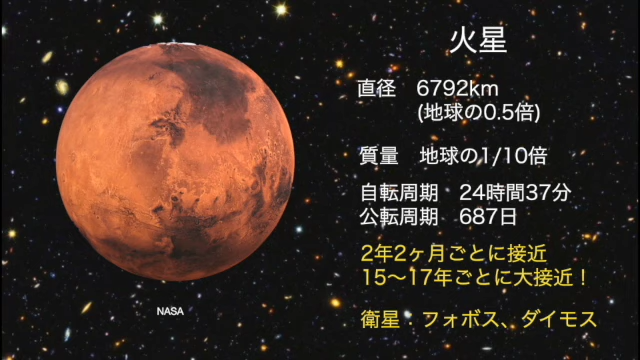 火星
直径　6792km
(地球の0.5倍)
質量　地球の1/10倍
自転周期　24時間37分
公転周期　687日
2年2ヶ月ごとに接近
15〜17年ごとに大接近！
衛星：フォボス、ダイモス
NASA